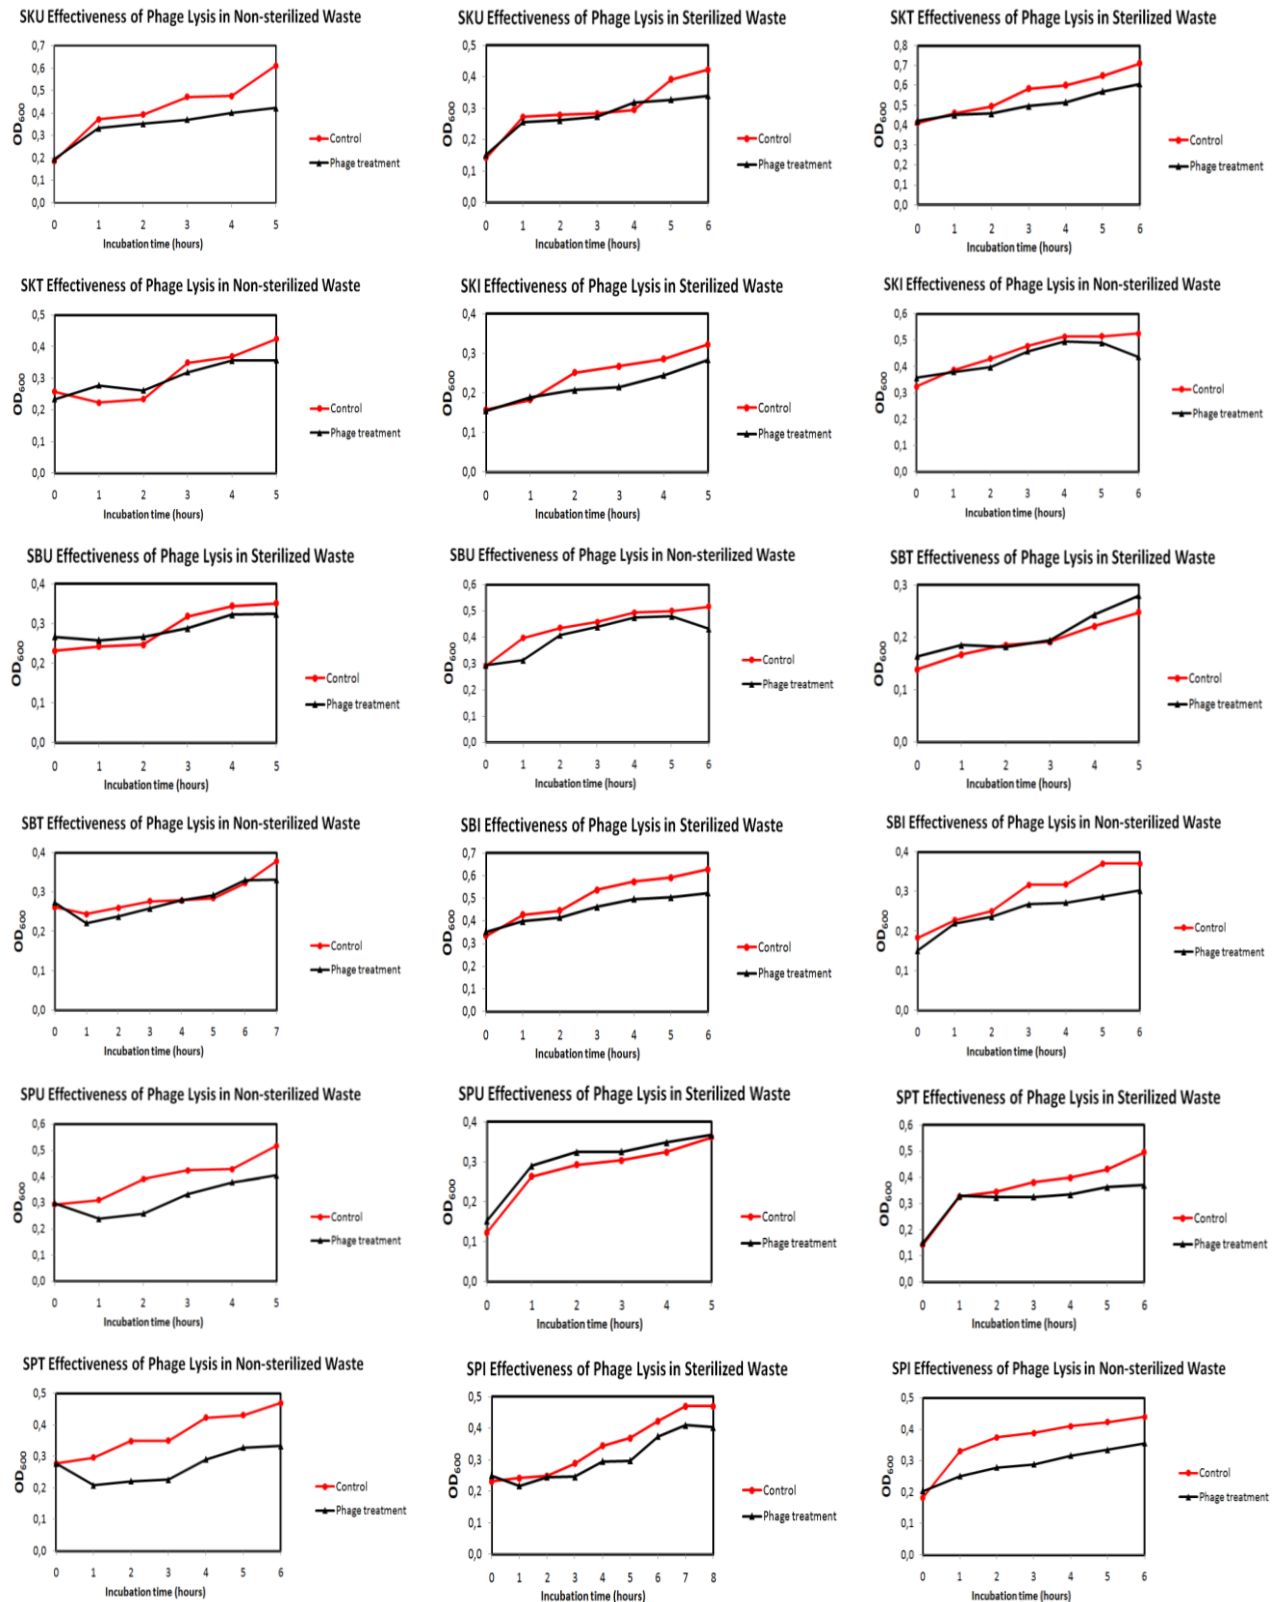 SKU Effectiveness of Phage Lysis in Non-sterilized Waste
0,7
0,6
0,5
0,4
0,3
0,2
0,1
0,0
OD600
0 1 2 3 4 5
Incubation time (hours)
Control
Phage treatment
SKU Effectiveness of Phage Lysis in Sterilized Waste
0,5
0,4
0,3
0,2
0,1
0,0
OD600
0 1 2 3 4 5 6
Incubation time (hours)
Control
Phage treatment
SKT Effectiveness of Phage Lysis in Sterilized Waste
0,8
0,7
0,6
0,5
0,4
0,3
0,2
0,1
0,0
OD600
0 1 2 3 4 5 6
Incubation time (hours)
Control
Phage treatment
SKT Effectiveness of Phage Lysis in Non-sterilized Waste
0,5
0,4
0,3
0,2
0,1
0,0
OD600
0 1 2 3 4 5
Incubation time (hours)
Control
Phage treatment
SKI Effectiveness of Phage Lysis in Sterilized Waste
0,4
0,3
0,2
0,1
0,0
OD600
0 1 2 3 4 5
Incubation time (hours)
Control
Phage treatment
SKI Effectiveness of Phage Lysis in Non-sterilized Waste
0,6
0,5
0,4
0,3
0,2
0,1
0,0
OD600
0 1 2 3 4 5 6
Incubation time (hours)
Control
Phage treatment
SBU Effectiveness of Phage Lysis in Sterilized Waste
0,4
0,3
0,2
0,1
0,0
OD600
0 1 2 3 4 5
Incubation time (hours)
Control
Phage treatment
SBU Effectiveness of Phage Lysis in Non-sterilized Waste
0,6
0,5
0,4
0,3
0,2
0,1
0,0
OD600
0 1 2 3 4 5 6
Incubation time (hours)
Control
Phage treatment
SBT Effectiveness of Phage Lysis in Sterilized Waste
0,3
0,2
0,1
0,0
OD600
0 1 2 3 4 5
Incubation time (hours)
Control
Phage treatment
SBT Effectiveness of Phage Lysis in Non-sterilized Waste
0,4
0,3
0,2
0,1
0,0
OD600
0 1 2 3 4 5 6 7
Incubation time (hours)
Control
Phage treatment
SBI Effectiveness of Phage Lysis in Sterilized Waste
0,7
0,6
0,5
0,4
0,3
0,2
0,1
0,0
OD600
0 1 2 3 4 5 6
Incubation time (hours)
Control
Phage treatment
SBI Effectiveness of Phage Lysis in Non-sterilized Waste
0,4
0,3
0,2
0,1
0,0
OD600
0 1 2 3 4 5 6
Incubation time (hours)
Control
Phage treatment
SPU Effectiveness of Phage Lysis in Non-sterilized Waste
0,6
0,5
0,4
0,3
0,2
0,1
0,0
OD600
0 1 2 3 4 5
Incubation time (hours)
Control
Phage treatment
SPU Effectiveness of Phage Lysis in Sterilized Waste
0,4
0,3
0,2
0,1
0,0
OD600
0 1 2 3 4 5
Incubation time (hours)
Control
Phage treatment
SPT Effectiveness of Phage Lysis in Sterilized Waste
0,6
0,5
0,4
0,3
0,2
0,1
0,0
OD600
0 1 2 3 4 5 6
Incubation time (hours)
Control
Phage treatment
SPT Effectiveness of Phage Lysis in Non-sterilized Waste
0,5
0,4
0,3
0,2
0,1
0,0
OD600
0 1 2 3 4 5 6
Incubation time (hours)
Control
Phage treatment
SPI Effectiveness of Phage Lysis in Sterilized Waste
0,5
0,4
0,3
0,2
0,1
0,0
OD600
0 1 2 3 4 5 6 7 8
Incubation time (hours)
Control
Phage treatment
SPI Effectiveness of Phage Lysis in Non-sterilized Waste
0,5
0,4
0,3
0,2
0,1
0,0
OD600
0 1 2 3 4 5 6
Incubation time (hours)
Control
Phage treatment